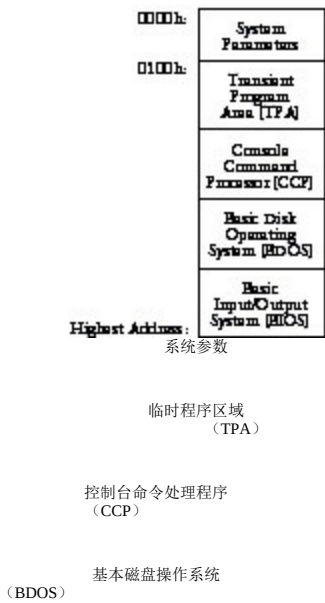 0000h:
System
Parameters
0100h:
Transient
Program
Area [TPA]
Console
Command
Processor [CCP]
Basic Disk
Operating
System [BDOS]
Basic
Input/Output
System [BIOS]
Highest Address:
系统参数
临时程序区域
（TPA）
控制台命令处理程序
（CCP）
基本磁盘操作系统
（BDOS）